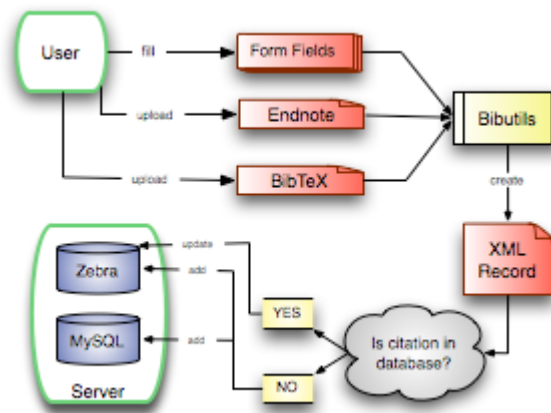 User
fill
Form Fields
upload
Endnote
Bibutils
upload
BibTeX
create
XML
Record
update
Zebra
add
YES
Is citation in
database?
MySQL
add
NO
Server